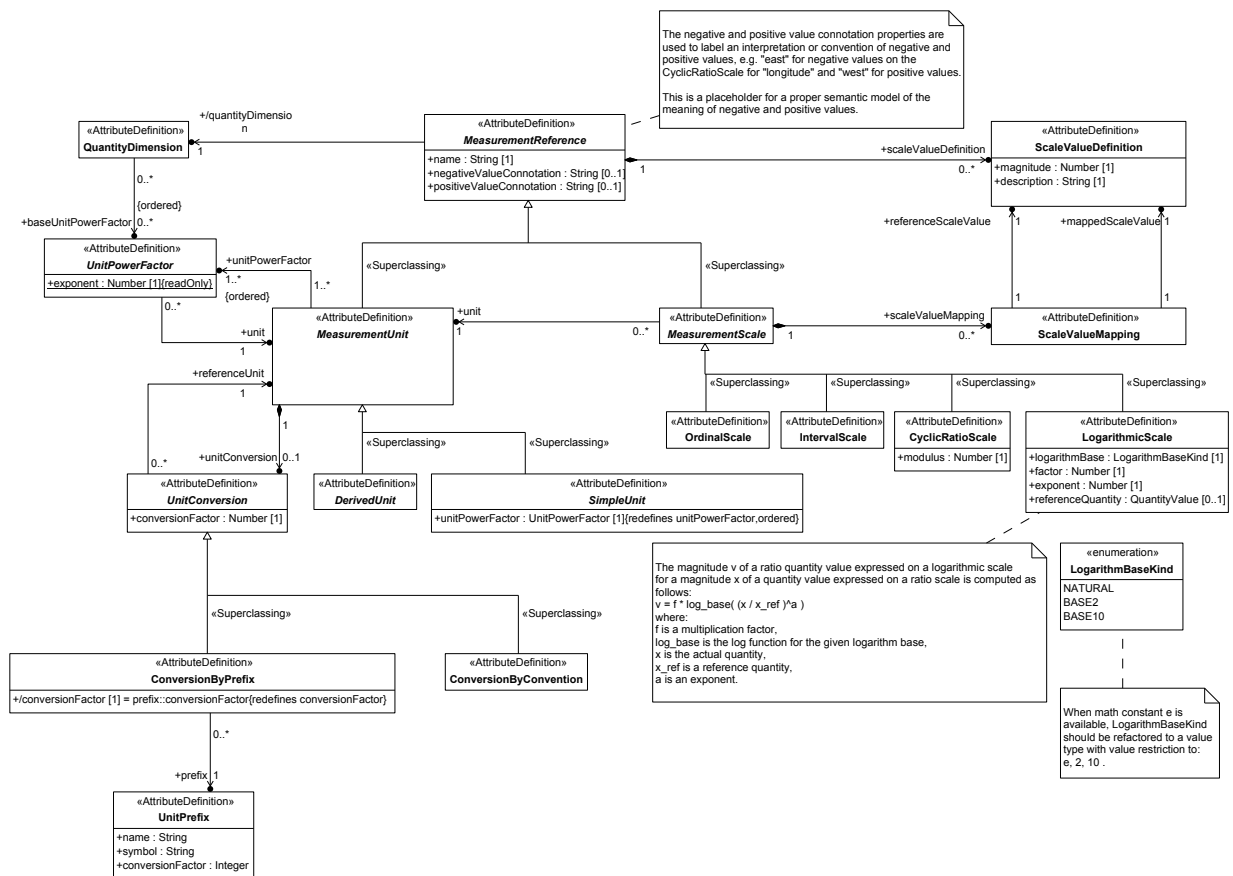 The negative and positive value connotation properties are
used to label an interpretation or convention of negative and
positive values, e.g. "east" for negative values on the
CyclicRatioScale for "longitude" and "west" for positive values.
This is a placeholder for a proper semantic model of the
meaning of negative and positive values.
+/quantityDimensio
n
1
«AttributeDefinition»
QuantityDimension
«AttributeDefinition»
MeasurementReference
+name : String [1]
+negativeValueConnotation : String [0..1]
+positiveValueConnotation : String [0..1]
+scaleValueDefinition
1
0..*
«AttributeDefinition»
ScaleValueDefinition
+magnitude : Number [1]
+description : String [1]
0..*
{ordered}
+baseUnitPowerFactor
0..*
+referenceScaleValue
1
+mappedScaleValue
1
«AttributeDefinition»
UnitPowerFactor
+exponent : Number [1]{readOnly}
+unitPowerFactor
1..*
1..*
{ordered}
«Superclassing»
«Superclassing»
0..*
+unit
1
«AttributeDefinition»
MeasurementUnit
+unit
1
0..*
«AttributeDefinition»
MeasurementScale
+scaleValueMapping
1
0..*
1
1
«AttributeDefinition»
ScaleValueMapping
+referenceUnit
1
0..*
1
+unitConversion
0..1
«Superclassing»
«Superclassing»
«Superclassing»
«Superclassing»
«Superclassing»
«Superclassing»
«AttributeDefinition»
OrdinalScale
«AttributeDefinition»
IntervalScale
«AttributeDefinition»
CyclicRatioScale
+modulus : Number [1]
«AttributeDefinition»
LogarithmicScale
+logarithmBase : LogarithmBaseKind [1]
+factor : Number [1]
+exponent : Number [1]
+referenceQuantity : QuantityValue [0..1]
«AttributeDefinition»
UnitConversion
+conversionFactor : Number [1]
«AttributeDefinition»
DerivedUnit
«AttributeDefinition»
SimpleUnit
+unitPowerFactor : UnitPowerFactor [1]{redefines unitPowerFactor,ordered}
The magnitude v of a ratio quantity value expressed on a logarithmic scale
for a magnitude x of a quantity value expressed on a ratio scale is computed as
follows:
v = f * log_base( (x / x_ref )^a )
where:
f is a multiplication factor,
log_base is the log function for the given logarithm base,
x is the actual quantity,
x_ref is a reference quantity,
a is an exponent.
«enumeration»
LogarithmBaseKind
NATURAL
BASE2
BASE10
«Superclassing»
«Superclassing»
«AttributeDefinition»
ConversionByPrefix
+/conversionFactor [1] = prefix::conversionFactor{redefines conversionFactor}
«AttributeDefinition»
ConversionByConvention
When math constant e is
available, LogarithmBaseKind
should be refactored to a value
type with value restriction to:
e, 2, 10 .
0..*
+prefix
1
«AttributeDefinition»
UnitPrefix
+name : String
+symbol : String
+conversionFactor : Integer